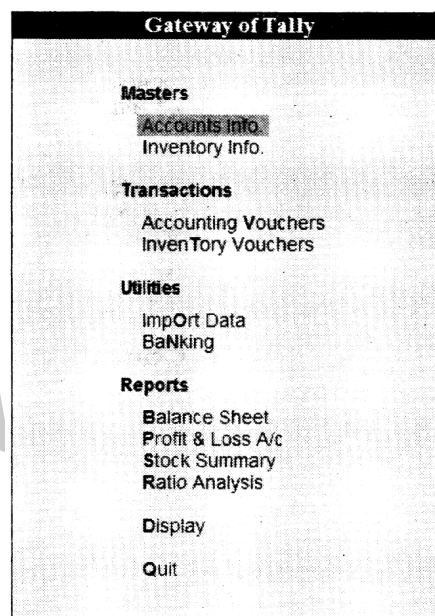 Gateway of Tally
Masters
Accounts Info.
Inventory Info.
Transactions
Accounting Vouchers
InvenTory Vouchers
Utilities
ImpOrt Data
BaNking
Reports
Balance Sheet
Profit & Loss A/c
Stock Summary
Ratio Analysis
Display
Quit